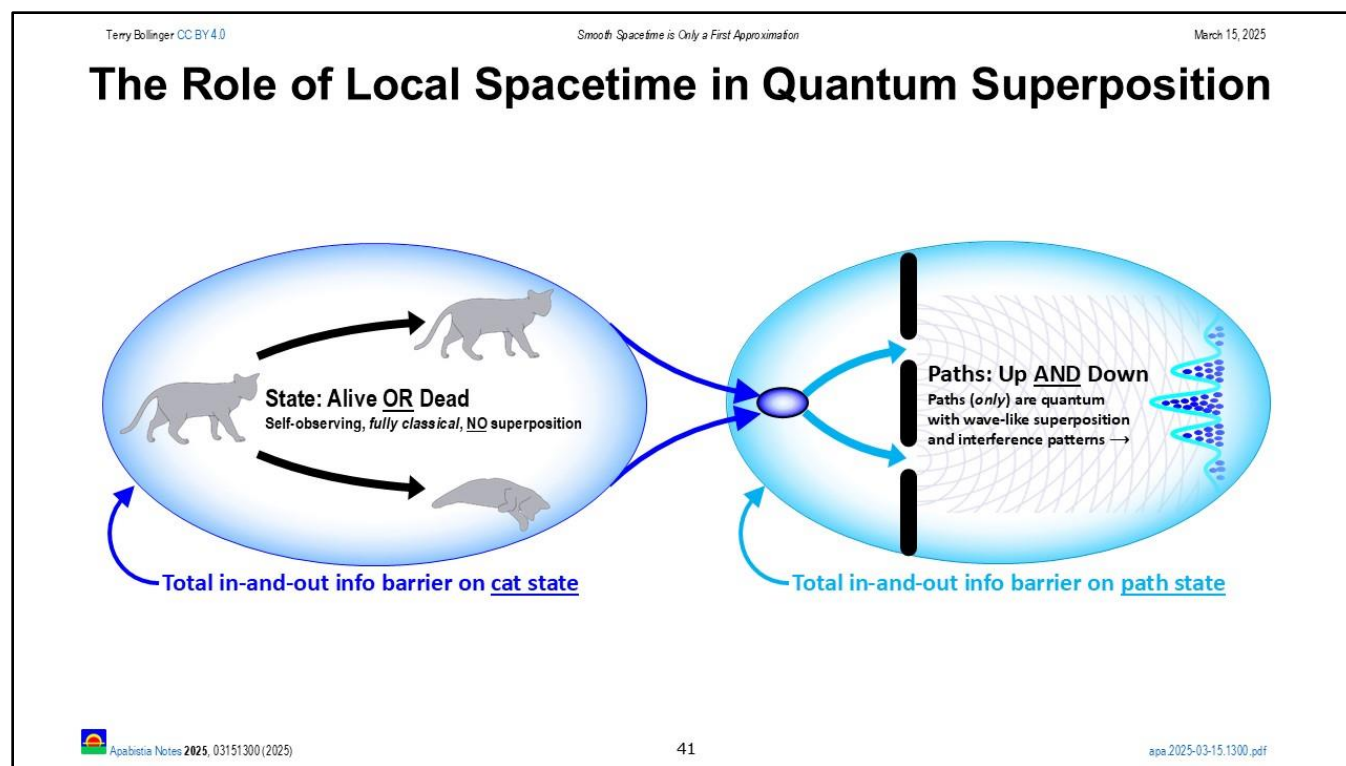 Terry Bollinger CC BY 4.0
Smooth Spacetime is Only a First Approximation
March 15, 2025
The Role of Local Spacetime in Quantum Superposition
State: Alive OR Dead
Self-observing, fully classical, NO superposition
Paths: Up AND Down
Paths (only) are quantum
with wave-like superposition
and interference patterns →
Total in-and-out info barrier on cat state
Total in-and-out info barrier on path state
Apabistia Notes 2025, 03151300 (2025)
41
apa.2025-03-15.1300.pdf